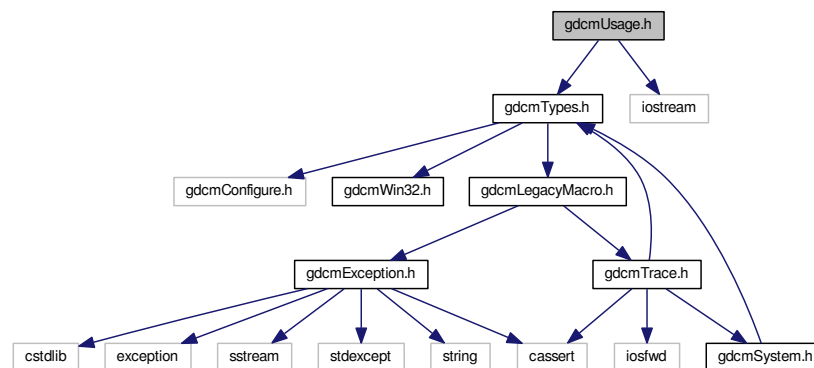 gdcmUsage.h
gdcmTypes.h
iostream
gdcmConfigure.h
gdcmWin32.h
gdcmLegacyMacro.h
gdcmException.h
gdcmTrace.h
cstdlib
exception
sstream
stdexcept
string
cassert
iosfwd
gdcmSystem.h